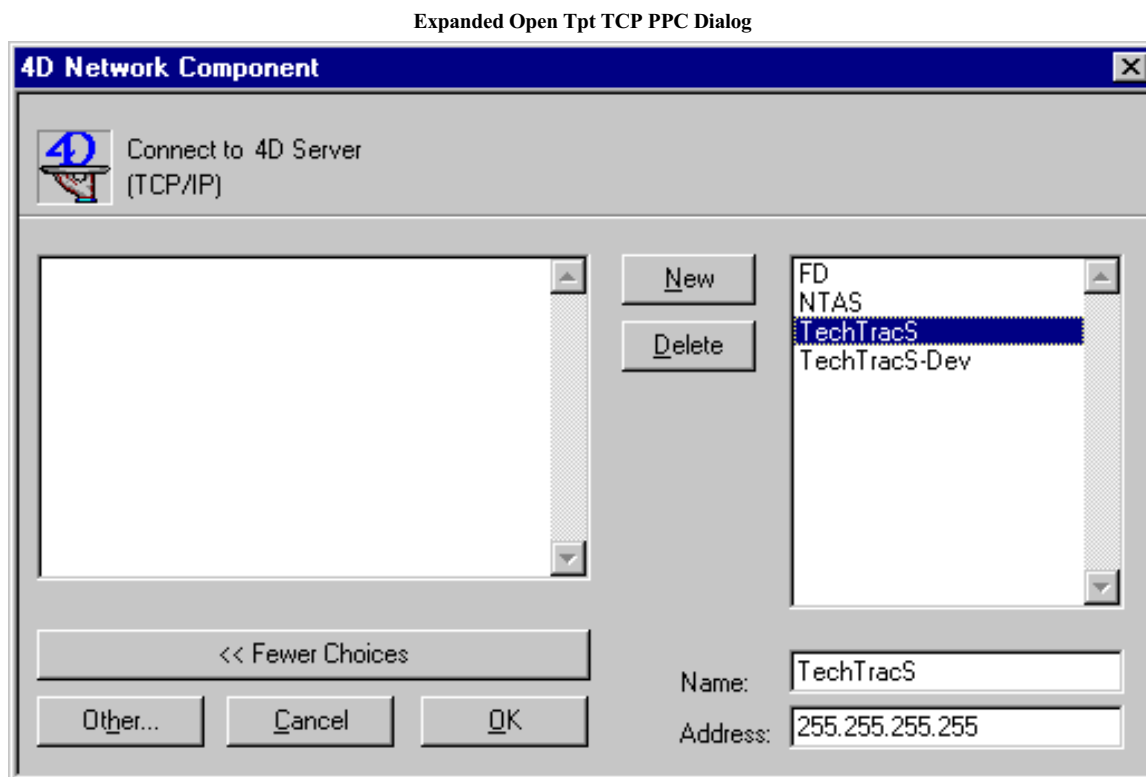 Expanded Open Tpt TCP PPC Dialog
4D Network Component
4D
Connect to 4D Server
(TCP/IP)
New
Delete
FD
NTAS
TechTracS
TechTracS-Dev
<< Fewer Choices
Other...
Cancel
OK
Name:
TechTracS
Address:
255.255.255.255